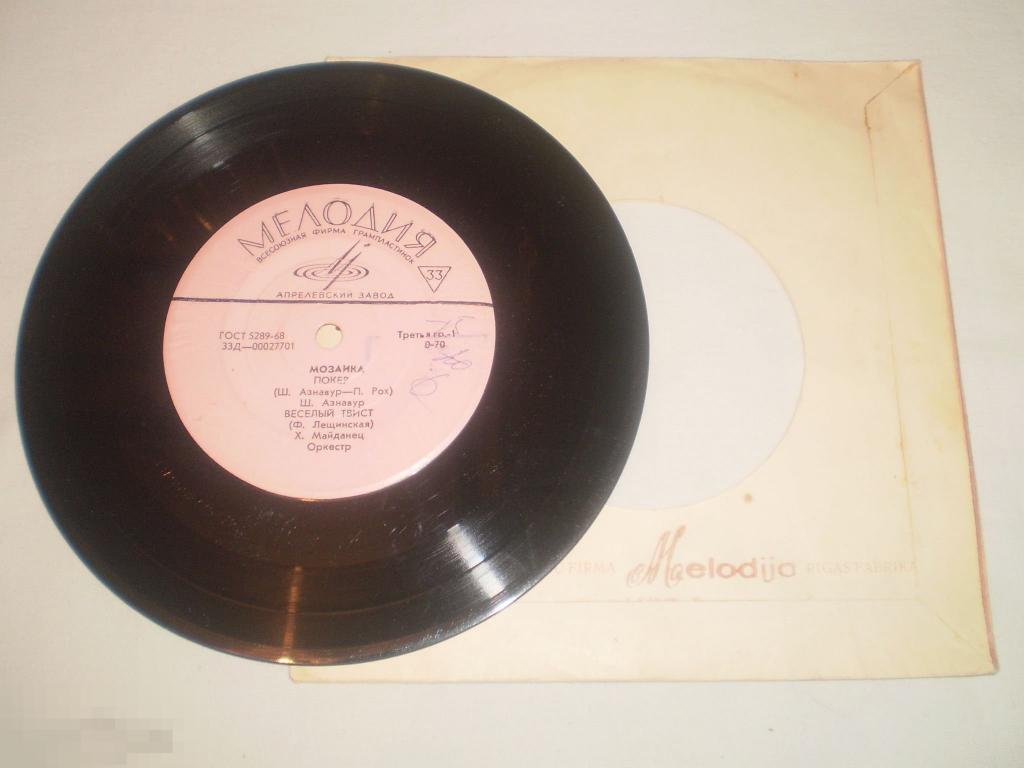 МЕЛОДИЯ
ВСЕСОЮЗНАЯ ФИРМА ГРАМПЛАСТИНОК
33
АПРЕЛЕВСКИЙ ЗАВОД
ГОСТ 5289-68
33Д—00027701
Третья гр.-1
0-70
МОЗАИКА
ПОКЕР
(Ш. Азнавур—П. Рох)
Ш. Азнавур
ВЕСЕЛЫЙ ТВИСТ
(Ф. Лещинская)
Х. Майданец
Оркестр
FIRMA Melodija RIGAS FABRIKA